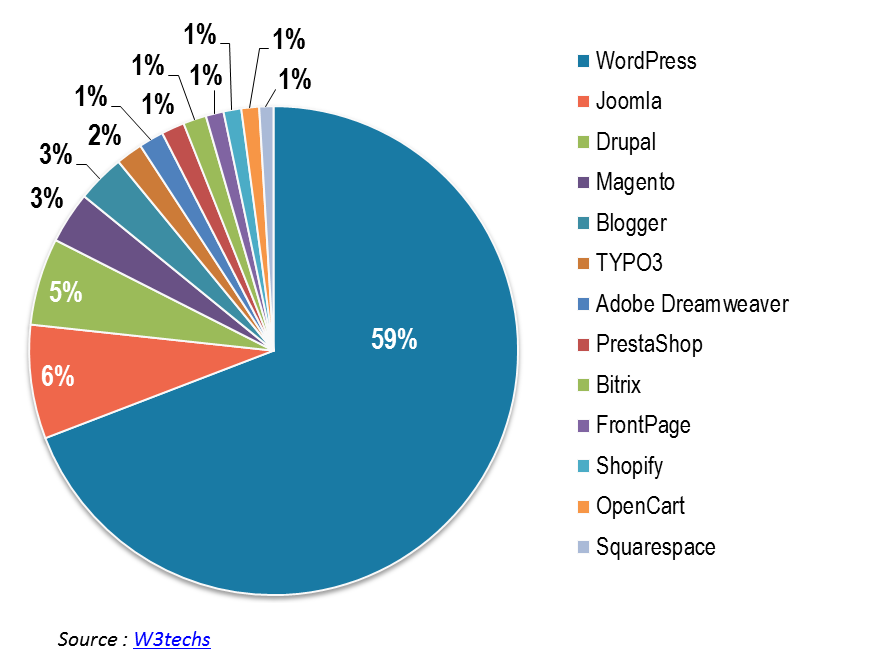 1%
1%
1%
1%
1%
1%
1%
2%
3%
3%
5%
6%
59%
WordPress
Joomla
Drupal
Magento
Blogger
TYPO3
Adobe Dreamweaver
PrestaShop
Bitrix
FrontPage
Shopify
OpenCart
Squarespace
Source : W3techs